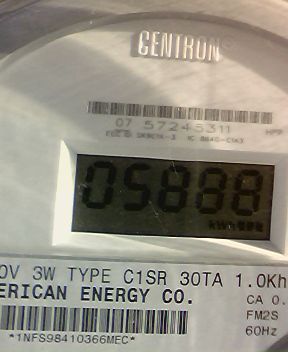 CENTRON
07 57245311
05888
0V 3W TYPE C1SR 30TA 1.0Kh
ERICAN ENERGY CO.
CA 0.
FM2S
60Hz
*1NFS98410366MEC*